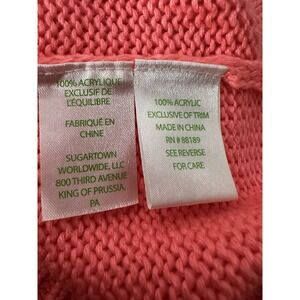 100% ACRYLIQUE
EXCLUSIF DE
L'ÉQUILIBRE
FABRIQUÉ EN
CHINE
SUGARTOWN
WORLDWIDE, LLC
800 THIRD AVENUE
KING OF PRUSSIA,
PA
100% ACRYLIC
EXCLUSIVE OF TRIM
MADE IN CHINA
RN # 88189
SEE REVERSE
FOR CARE.